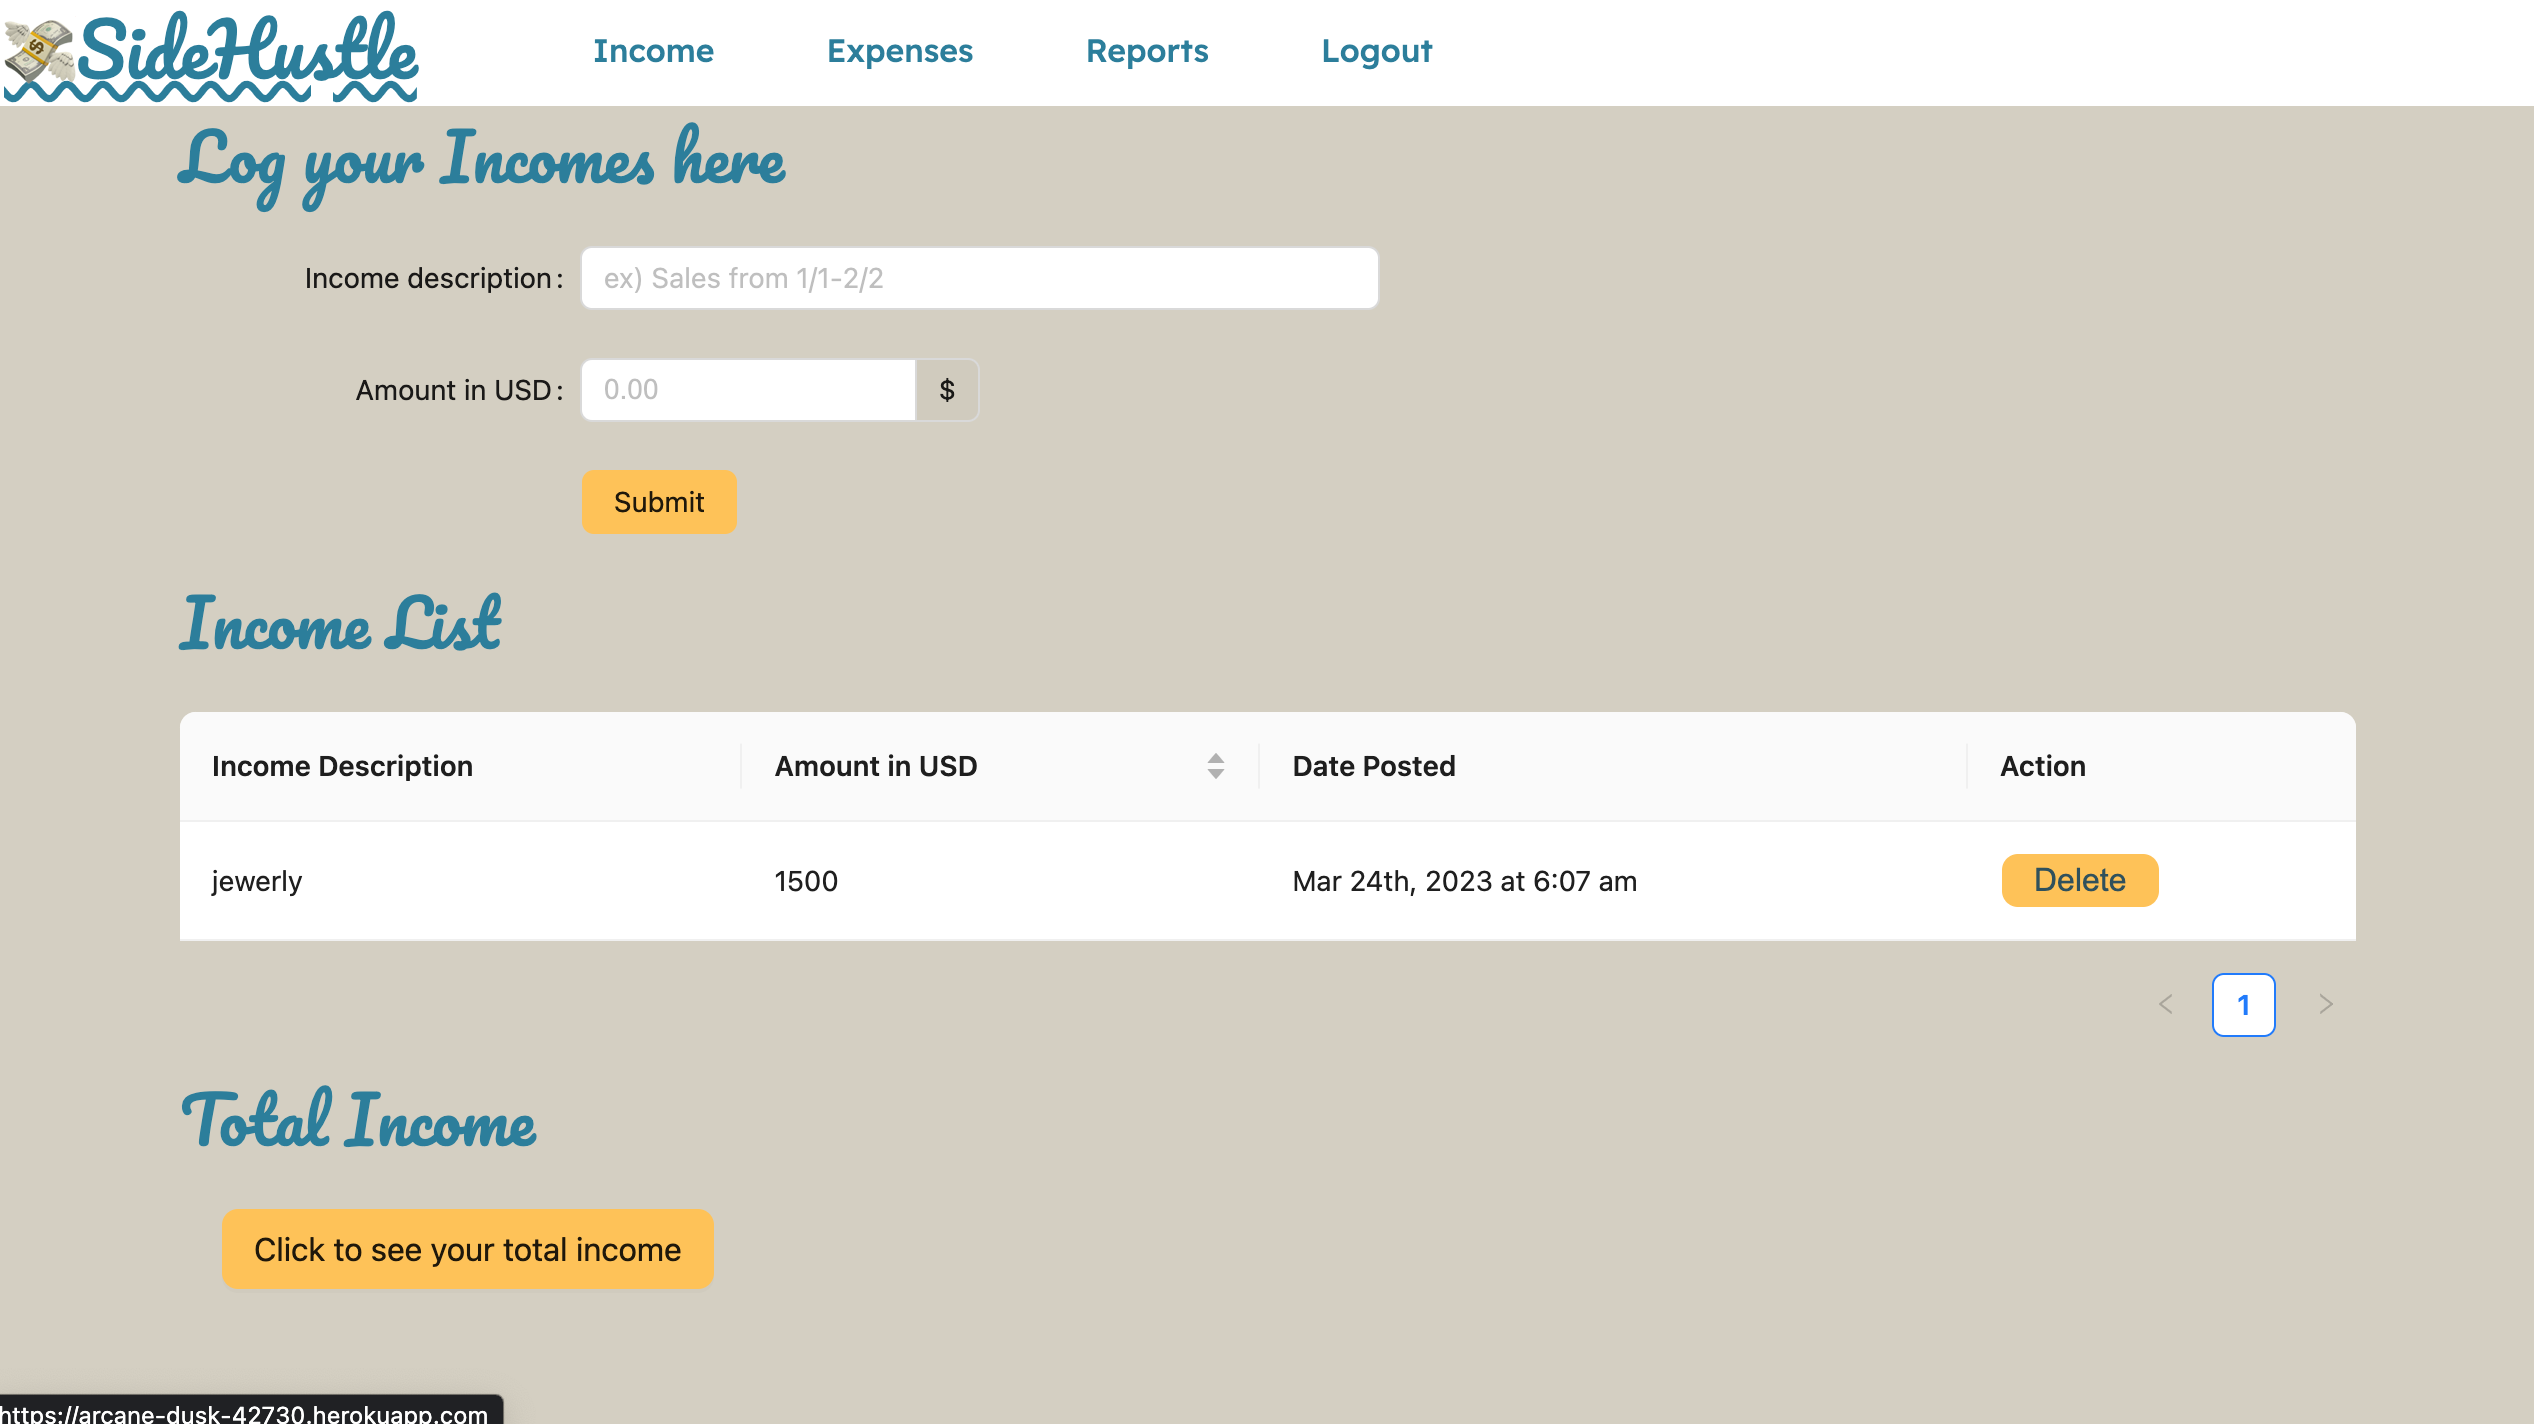 SideHustle Income Expenses Reports Logout
Log your Incomes here
Income description: ex) Sales from 1/1-2/2
Amount in USD: 0.00 $
Submit
Income List
Income Description Amount in USD Date Posted Action
jewerly 1500 Mar 24th, 2023 at 6:07 am Delete
< 1 >
Total Income
Click to see your total income
https://arcane-dusk-42730.herokuapp.com